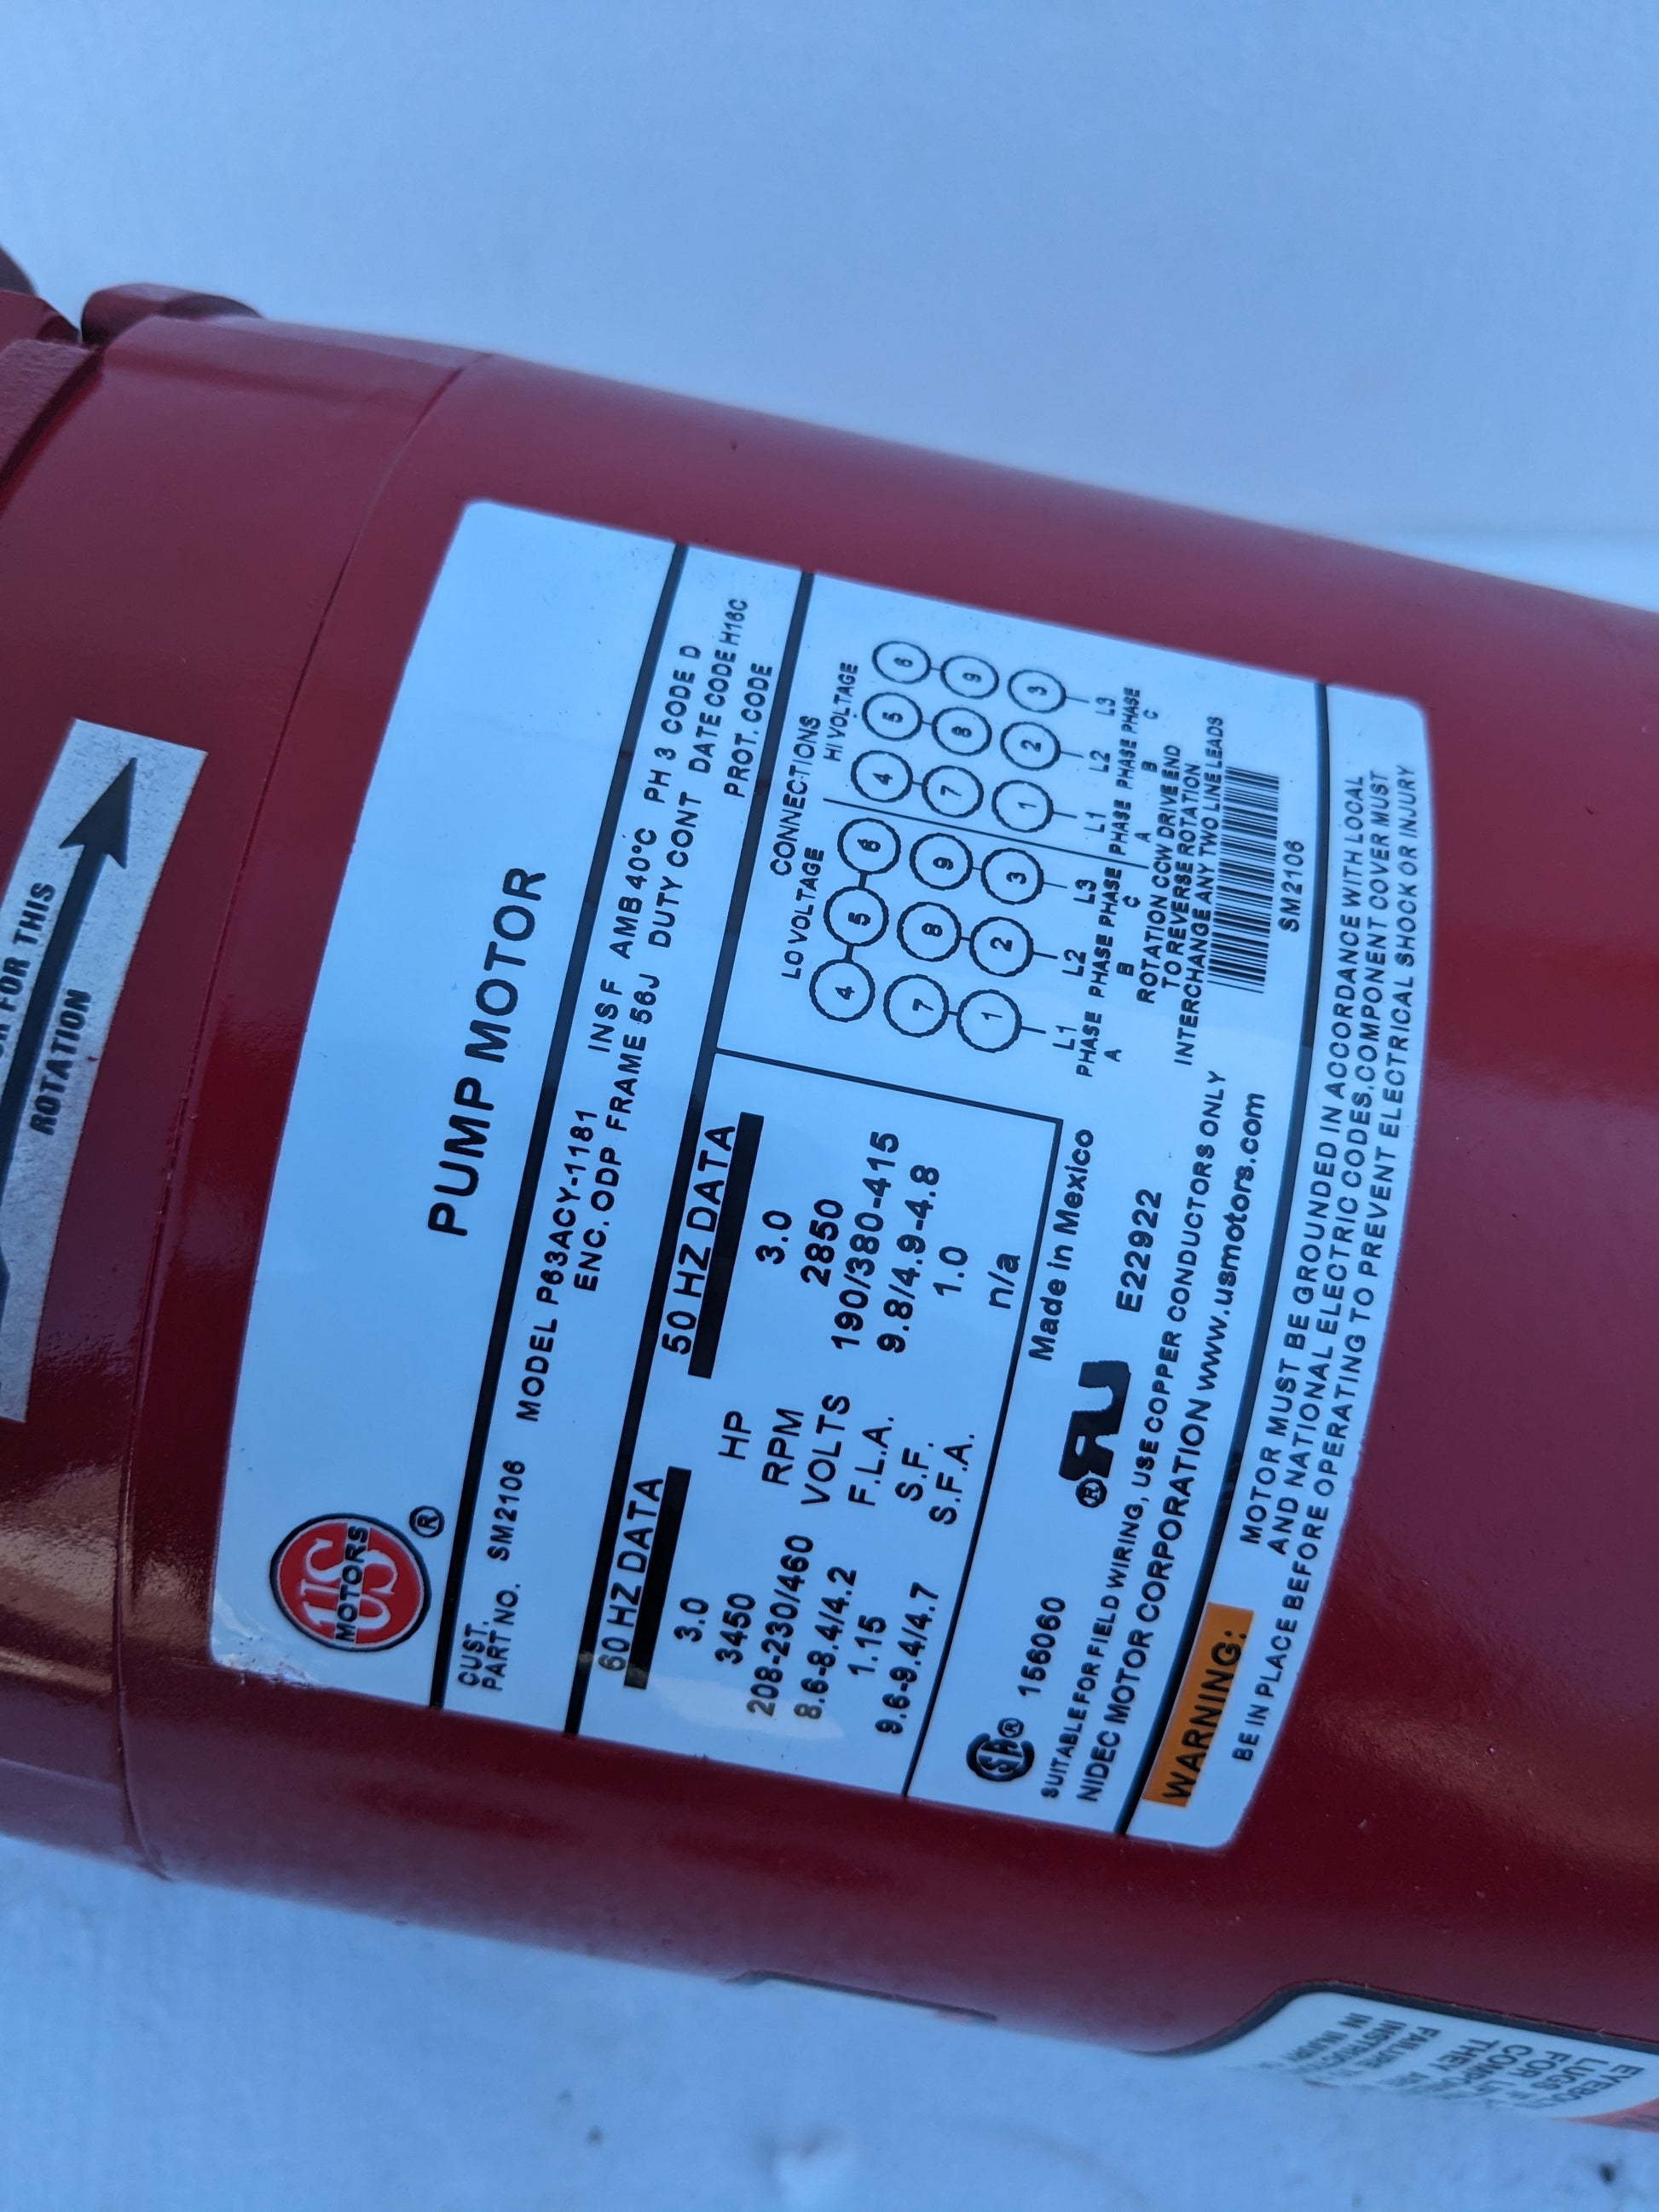 FOR THIS
ROTATION
US
MOTORS
®
PUMP MOTOR
CUST.
PART NO. SM2106 MODEL P63ACY-1181 INS F AMB 40°C PH 3 CODE D
ENC. ODP FRAME 56J DUTY CONT DATE CODE H16C
PROT. CODE
60 HZ DATA 50 HZ DATA
3.0 HP 3.0
3450 RPM 2850
208-230/460 VOLTS 190/380-415
8.6-8.4/4.2 F.L.A. 9.8/4.9-4.8
1.15 S.F. 1.0
9.6-9.4/4.7 S.F.A. n/a
CONNECTIONS
LO VOLTAGE HI VOLTAGE
4 5 6 4 5 6
7 8 9 7 8 9
1 2 3 1 2 3
L1 L2 L3 L1 L2 L3
PHASE PHASE PHASE PHASE PHASE PHASE
A B C A B C
ROTATION CCW DRIVE END
TO REVERSE ROTATION
INTERCHANGE ANY TWO LINE LEADS
SM2106
Made in Mexico
SA® 156060 ® RU E22922
SUITABLE FOR FIELD WIRING, USE COPPER CONDUCTORS ONLY
NIDEC MOTOR CORPORATION www.usmotors.com
WARNING: MOTOR MUST BE GROUNDED IN ACCORDANCE WITH LOCAL
AND NATIONAL ELECTRIC CODES.COMPONENT COVER MUST
BE IN PLACE BEFORE OPERATING TO PREVENT ELECTRICAL SHOCK OR INJURY
LUGS
FOR
THEY
FAILURE